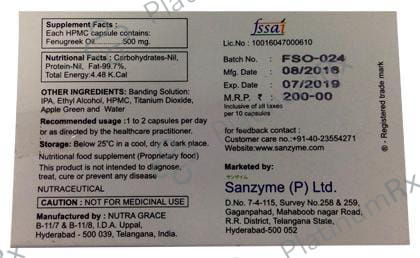 Supplement Facts :
Each HPMC capsule contains:
Fenugreek Oil............... 500 mg.
Nutritional Facts : Carbohydrates-Nil,
Protein-Nil, Fat-99.7%,
Total Energy:4.48 K.Cal
OTHER INGREDIENTS: Banding Solution:
IPA, Ethyl Alcohol, HPMC, Titanium Dioxide,
Apple Green and Water
Recommended usage :1 to 2 capsules per day
or as directed by the healthcare practitioner.
Storage: Below 25°C in a cool, dry & dark place.
Nutritional food supplement (Proprietary food)
This product is not intended to diagnose,
treat, cure or prevent any disease
NUTRACEUTICAL
CAUTION : NOT FOR MEDICINAL USE
Manufactured by : NUTRA GRACE
B-11/7 & B-11/8, I.D.A. Uppal,
Hyderabad - 500 039, Telangana, India.
fssai
Lic.No : 10016047000610
Batch No. : FSO-024
Mfg. Date : 08/2016
Exp. Date : 07/2019
M.R.P. ₹ : 200-00
Inclusive of all taxes
per 10 capsules
for feedback contact :
Customer care no.:+91-40-23554271
Website:www.sanzyme.com
Marketed by:
サンザイム
Sanzyme (P) Ltd.
D.No. 7-4-115, Survey No.258 & 259,
Gaganpahad, Mahaboob nagar Road,
R.R. District, Telangana State,
Hyderabad-500 052
® - Registered trade mark
PlatinumRx